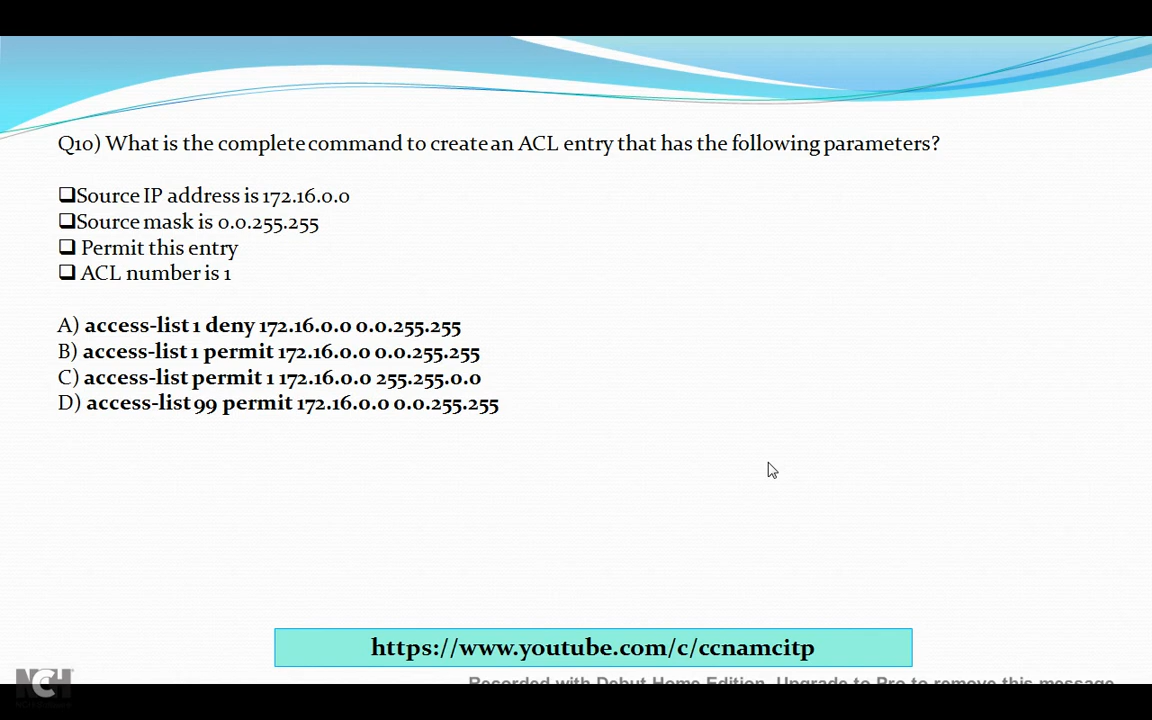 Q10) What is the complete command to create an ACL entry that has the following parameters?
Source IP address is 172.16.0.0
Source mask is 0.0.255.255
Permit this entry
ACL number is 1
A) access-list 1 deny 172.16.0.0 0.0.255.255
B) access-list 1 permit 172.16.0.0 0.0.255.255
C) access-list permit 1 172.16.0.0 255.255.0.0
D) access-list 99 permit 172.16.0.0 0.0.255.255
https://www.youtube.com/c/ccnamcitp
NCH
Recorded with Debut Home Edition. Upgrade to Pro to remove this message